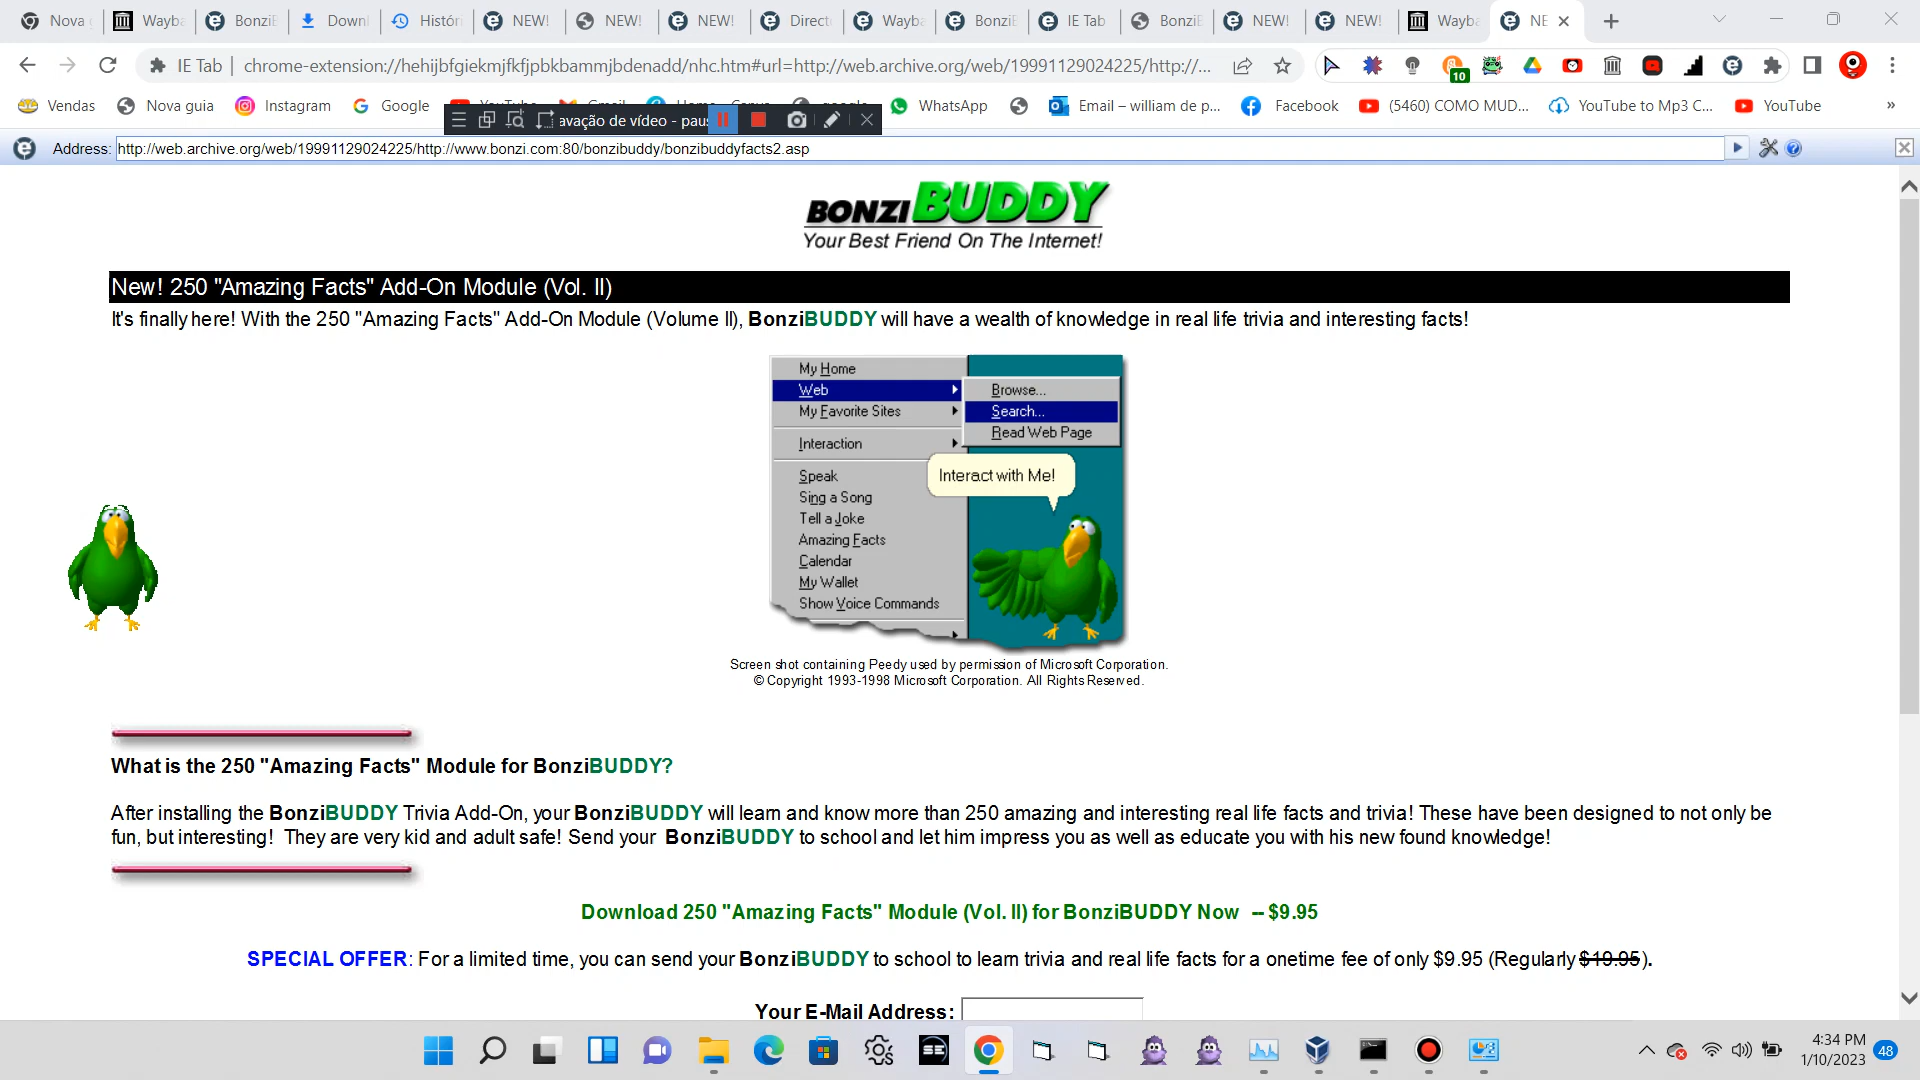 Nova g
Wayba
BonziB
Downl
Históri
NEW!
NEW!
NEW!
Directo
Wayba
BonziB
IE Tab
BonziB
NEW!
NEW!
Wayba
NE
IE Tab
chrome-extension://hehijbfgiekmjfkfjpbkbammjbdenadd/nhc.htm#url=http://web.archive.org/web/19991129024225/http://...
10
Vendas
Nova guia
Instagram
Google
WhatsApp
Email – william de p...
Facebook
(5460) COMO MUD...
YouTube to Mp3 C...
YouTube
»
avação de vídeo - paus
Address:
http://web.archive.org/web/19991129024225/http://www.bonzi.com:80/bonzibuddy/bonzibuddyfacts2.asp
BONZIBUDDY
Your Best Friend On The Internet!
New! 250 "Amazing Facts" Add-On Module (Vol. II)
It's finally here! With the 250 "Amazing Facts" Add-On Module (Volume II), BonziBUDDY will have a wealth of knowledge in real life trivia and interesting facts!
My Home
Web
My Favorite Sites
Interaction
Speak
Sing a Song
Tell a Joke
Amazing Facts
Calendar
My Wallet
Show Voice Commands
Browse...
Search...
Read Web Page
Interact with Me!
Screen shot containing Peedy used by permission of Microsoft Corporation.
© Copyright 1993-1998 Microsoft Corporation. All Rights Reserved.
What is the 250 "Amazing Facts" Module for BonziBUDDY?
After installing the BonziBUDDY Trivia Add-On, your BonziBUDDY will learn and know more than 250 amazing and interesting real life facts and trivia! These have been designed to not only be
fun, but interesting!  They are very kid and adult safe! Send your  BonziBUDDY to school and let him impress you as well as educate you with his new found knowledge!
Download 250 "Amazing Facts" Module (Vol. II) for BonziBUDDY Now  -- $9.95
SPECIAL OFFER: For a limited time, you can send your BonziBUDDY to school to learn trivia and real life facts for a onetime fee of only $9.95 (Regularly $19.95).
Your E-Mail Address:
4:34 PM
1/10/2023
48